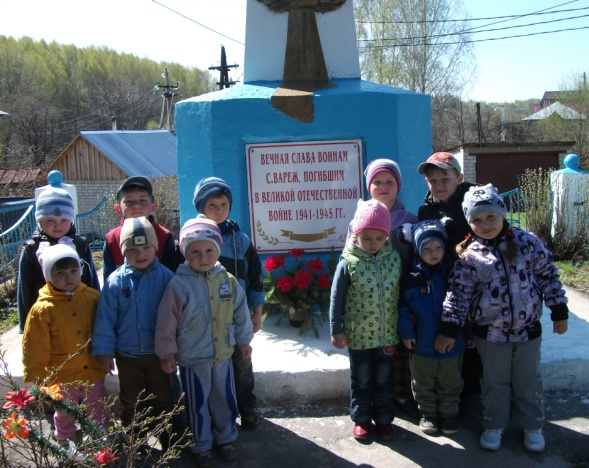 ВЕЧНАЯ СЛАВА ВОИНАМ
С.ВАРЕЖ, ПОГИБШИМ
В ВЕЛИКОЙ ОТЕЧЕСТВЕННОЙ
ВОЙНЕ 1941-1945 ГГ.